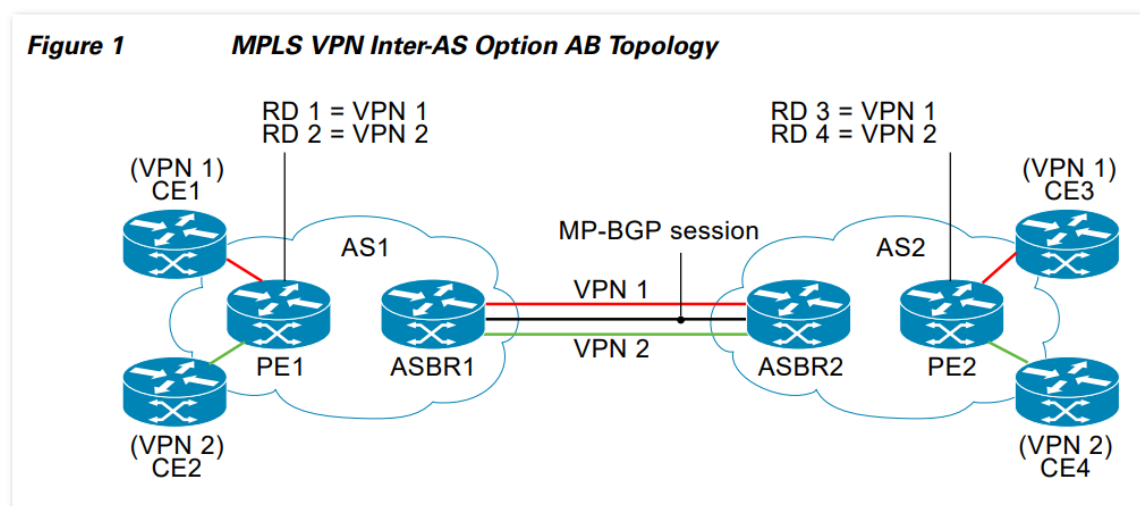 Figure 1 MPLS VPN Inter-AS Option AB Topology
RD 1 = VPN 1
RD 2 = VPN 2
RD 3 = VPN 1
RD 4 = VPN 2
(VPN 1)
CE1
(VPN 1)
CE3
MP-BGP session
AS1
AS2
VPN 1
VPN 2
PE1
ASBR1
ASBR2
PE2
(VPN 2)
CE2
(VPN 2)
CE4